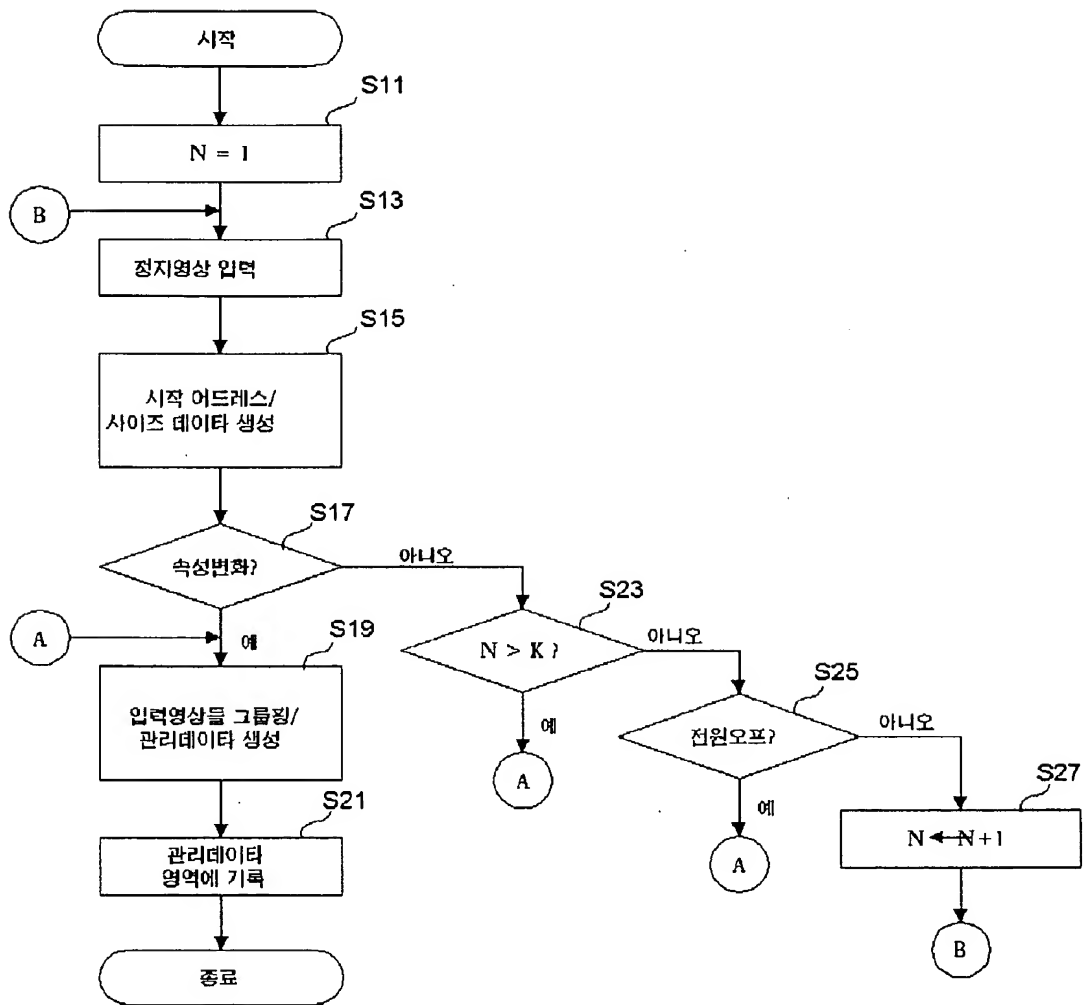 시작
S11
N = 1
B
S13
정지영상 입력
S15
시작 어드레스/
사이즈 데이타 생성
S17
속성변화?
아니오
S23
A
예
S19
N > K ?
아니오
S25
입력영상들 그룹핑/
관리데이타 생성
예
전원오프?
아니오
A
S27
S21
예
N ← N+1
관리데이타
영역에 기록
A
B
종료